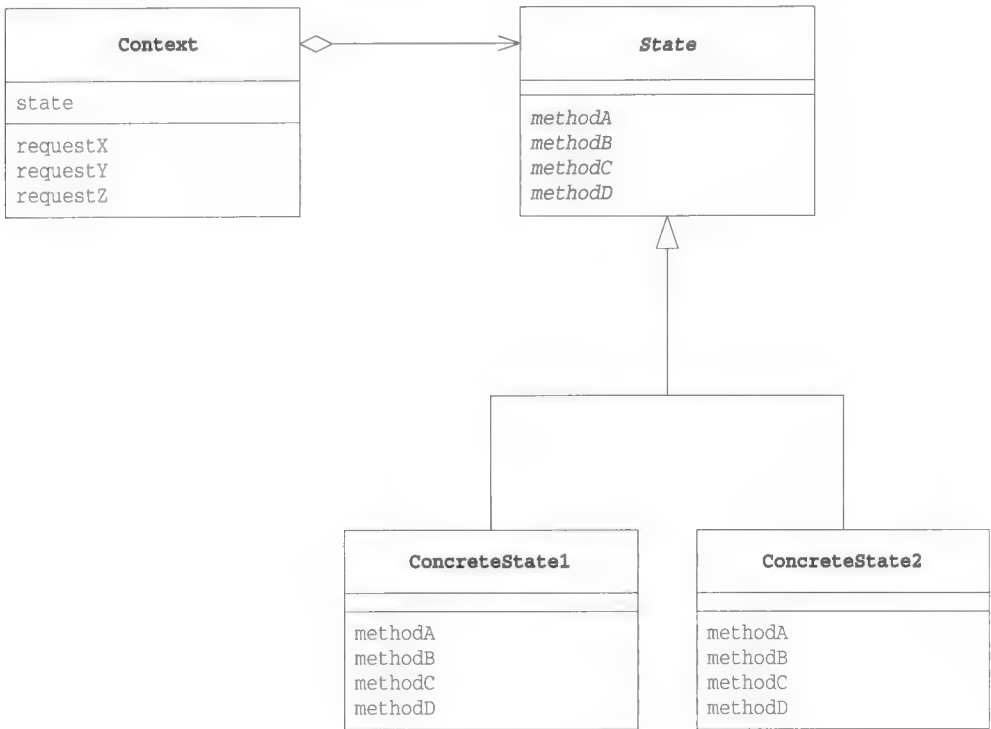 Context
state
requestX
requestY
requestZ
State
methodA
methodB
methodC
methodD
ConcreteState1
methodA
methodB
methodC
methodD
ConcreteState2
methodA
methodB
methodC
methodD